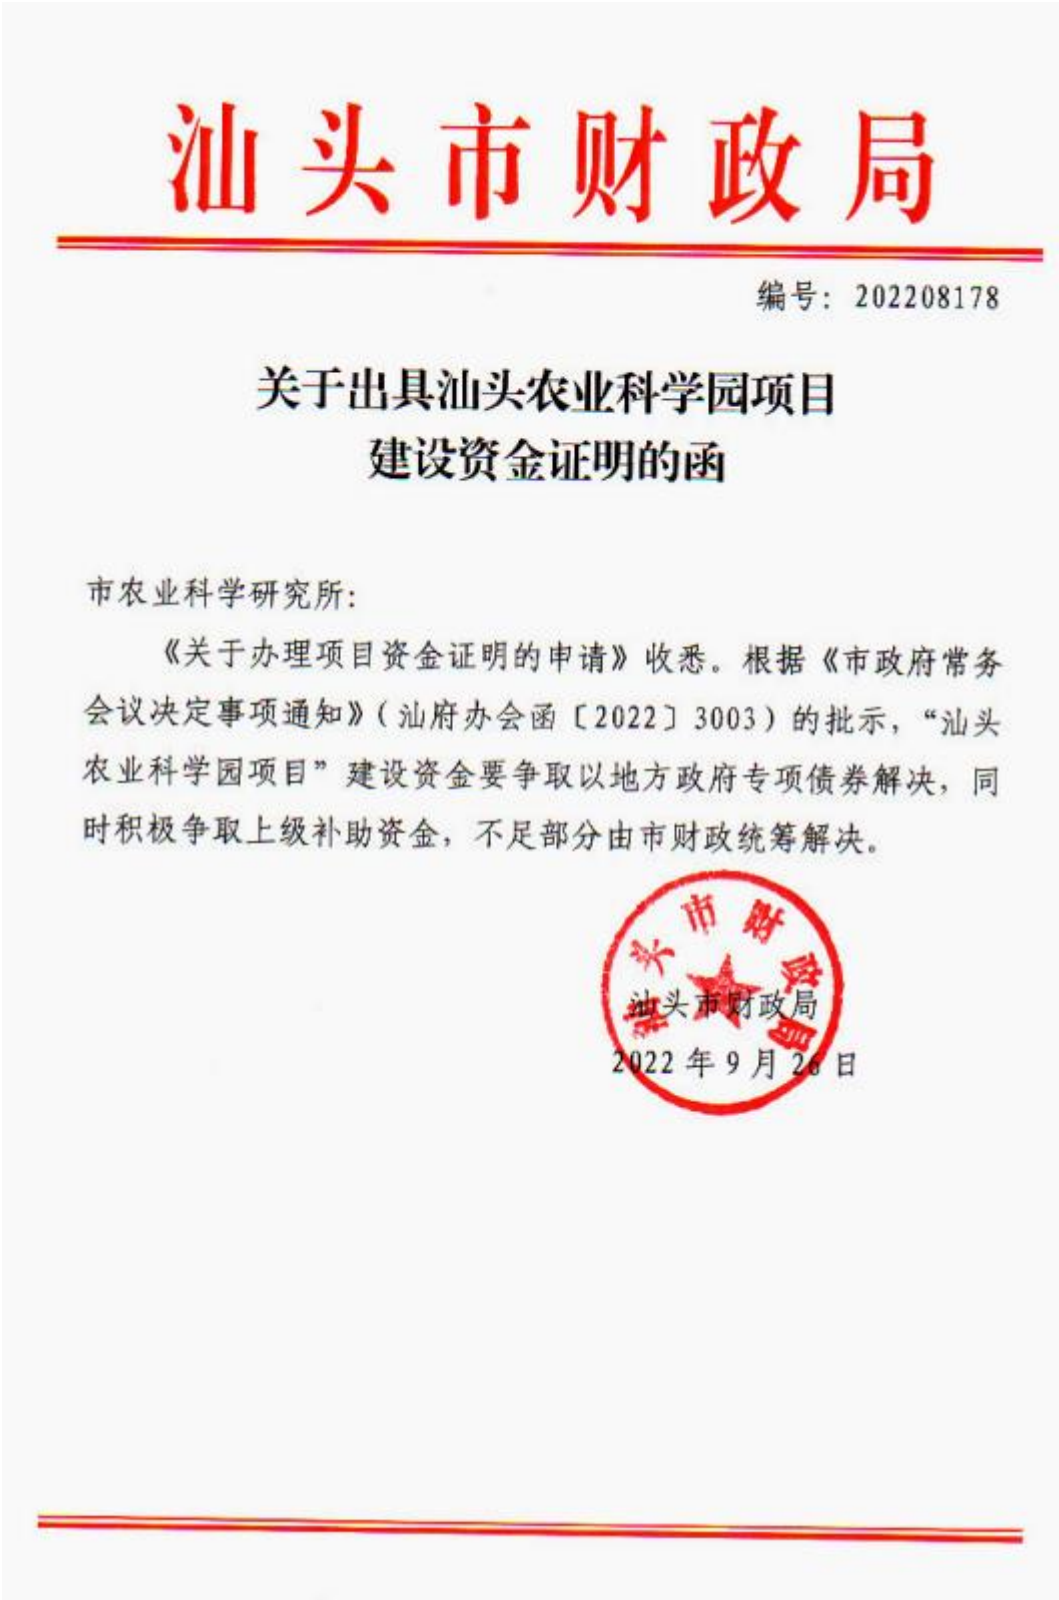 汕头市财政局
编号：202208178
关于出具汕头农业科学园项目
建设资金证明的函
市农业科学研究所：
《关于办理项目资金证明的申请》收悉。根据《市政府常务
会议决定事项通知》（汕府办会函〔2022〕3003）的批示，“汕头
农业科学园项目”建设资金要争取以地方政府专项债券解决，同
时积极争取上级补助资金，不足部分由市财政统筹解决。
汕头市财政局
汕头市财政局
2022年9月26日